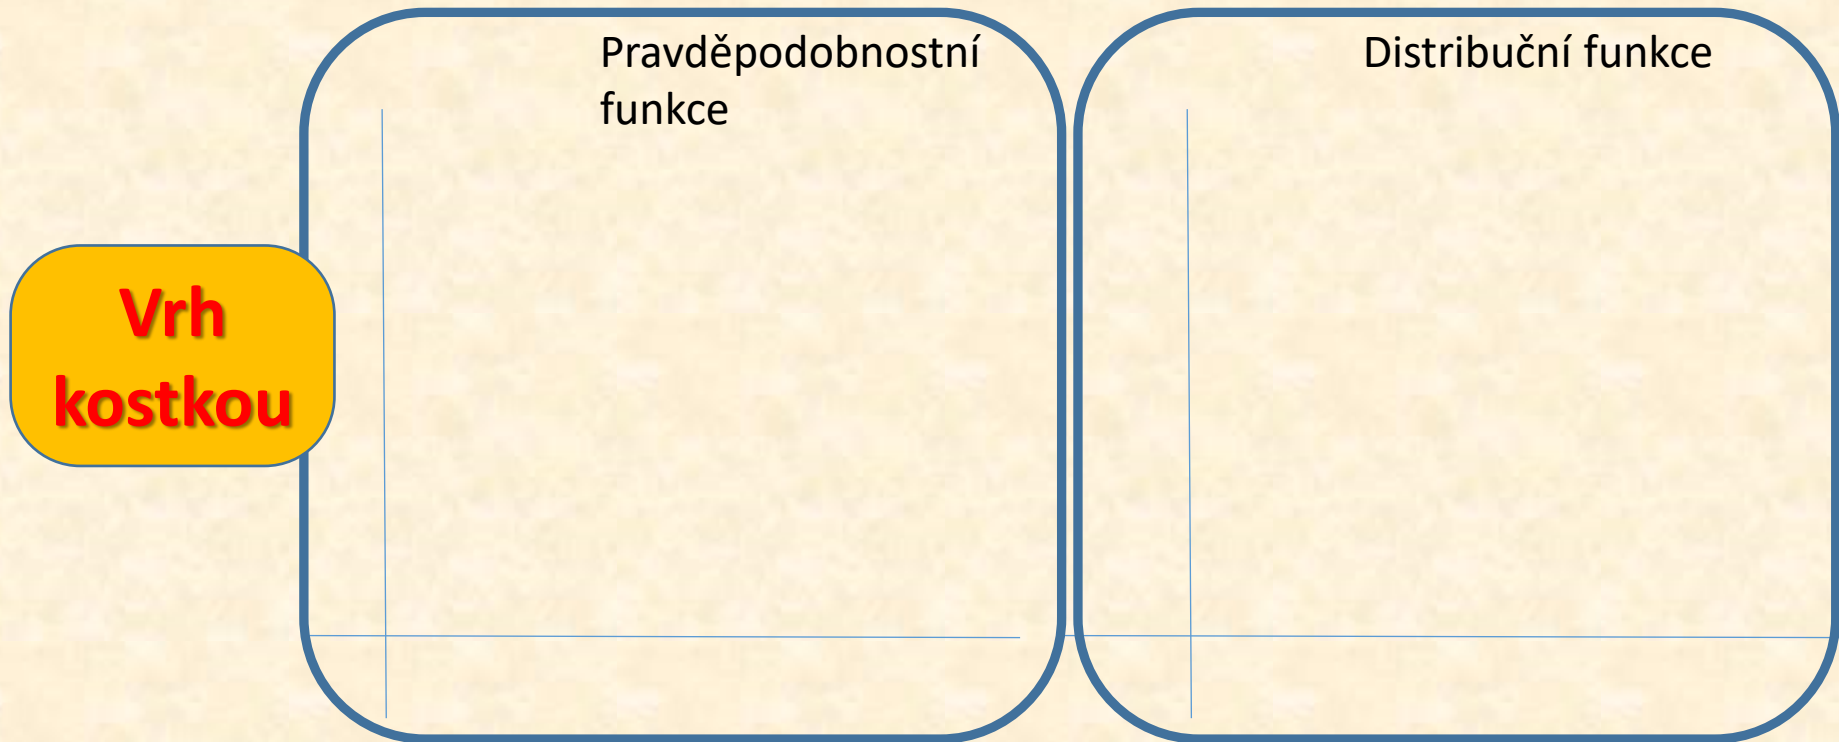 Pravděpodobnostní
funkce
Distribuční funkce
Vrh
kostkou